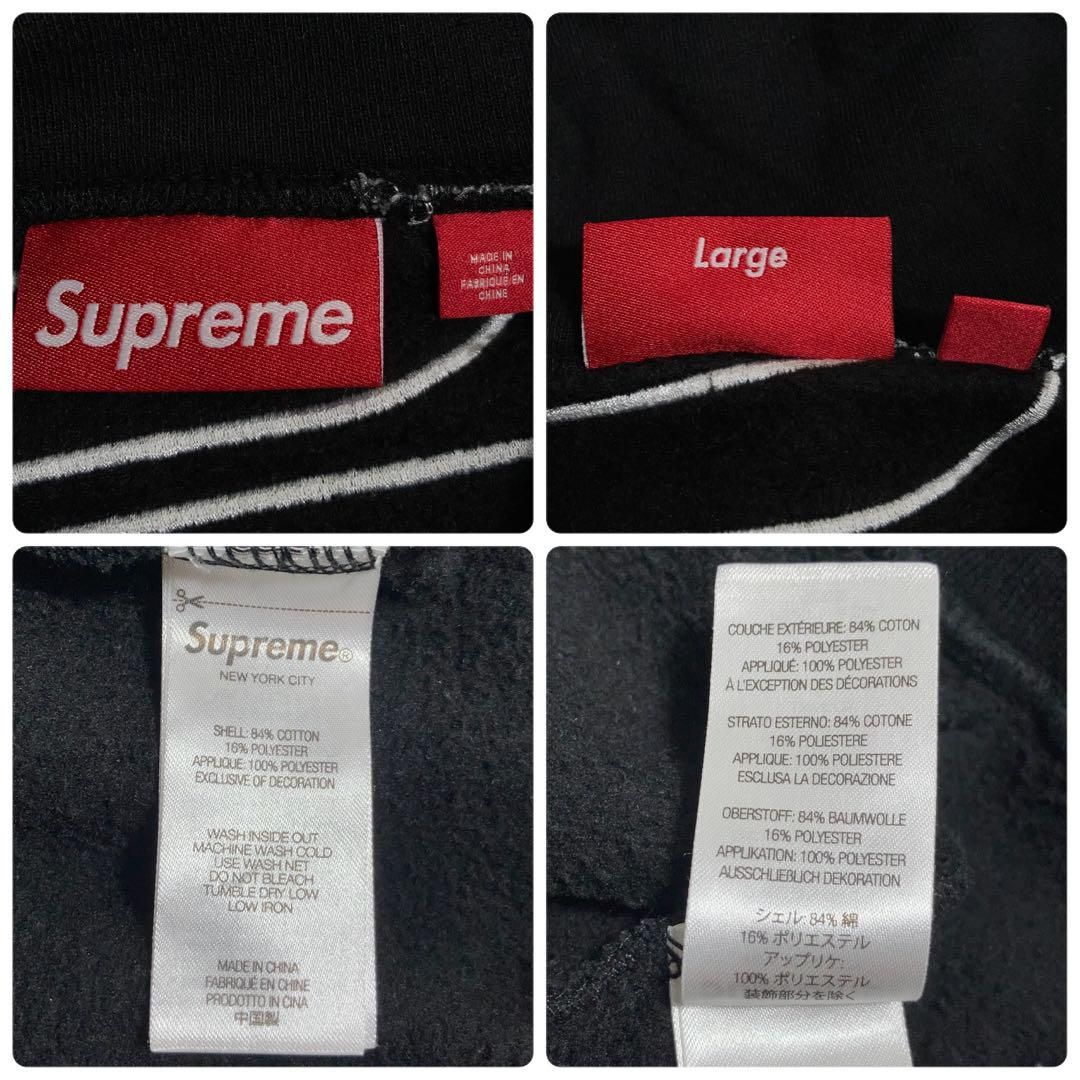 Supreme
MADE IN
CHINA
FABRIQUÉ EN
CHINE
Large
Supreme®
NEW YORK CITY
SHELL: 84% COTTON
16% POLYESTER
APPLIQUE: 100% POLYESTER
EXCLUSIVE OF DECORATION
WASH INSIDE OUT
MACHINE WASH COLD
USE WASH NET
DO NOT BLEACH
TUMBLE DRY LOW
LOW IRON
MADE IN CHINA
FABRIQUÉ EN CHINE
PRODOTTO IN CINA
中国製
COUCHE EXTÉRIEURE: 84% COTON
16% POLYESTER
APPLIQUÉ: 100% POLYESTER
À L'EXCEPTION DES DÉCORATIONS
STRATO ESTERNO: 84% COTONE
16% POLIESTERE
APPLIQUE: 100% POLIESTERE
ESCLUSA LA DECORAZIONE
OBERSTOFF: 84% BAUMWOLLE
16% POLYESTER
APPLIKATION: 100% POLYESTER
AUSSCHLIEBLICH DEKORATION
シェル: 84% 綿
16% ポリエステル
アップリケ:
100% ポリエステル
装飾部分を除く